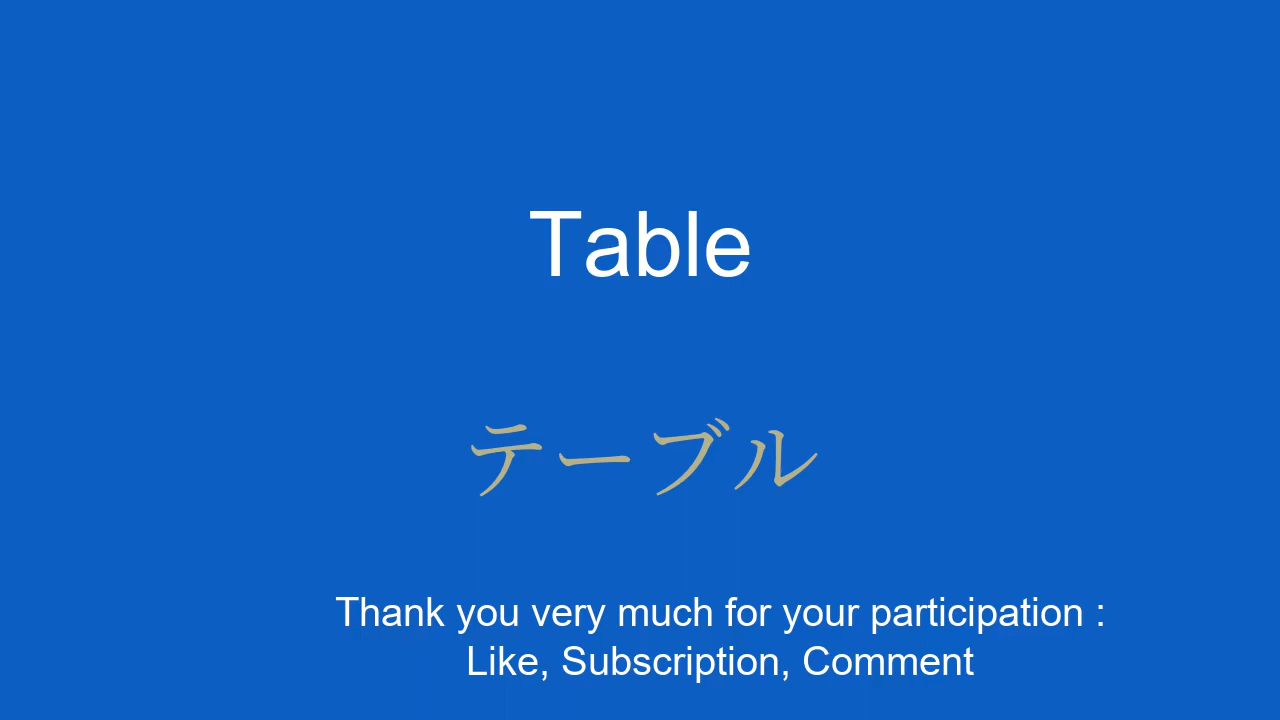 Table
テーブル
Thank you very much for your participation :
Like, Subscription, Comment